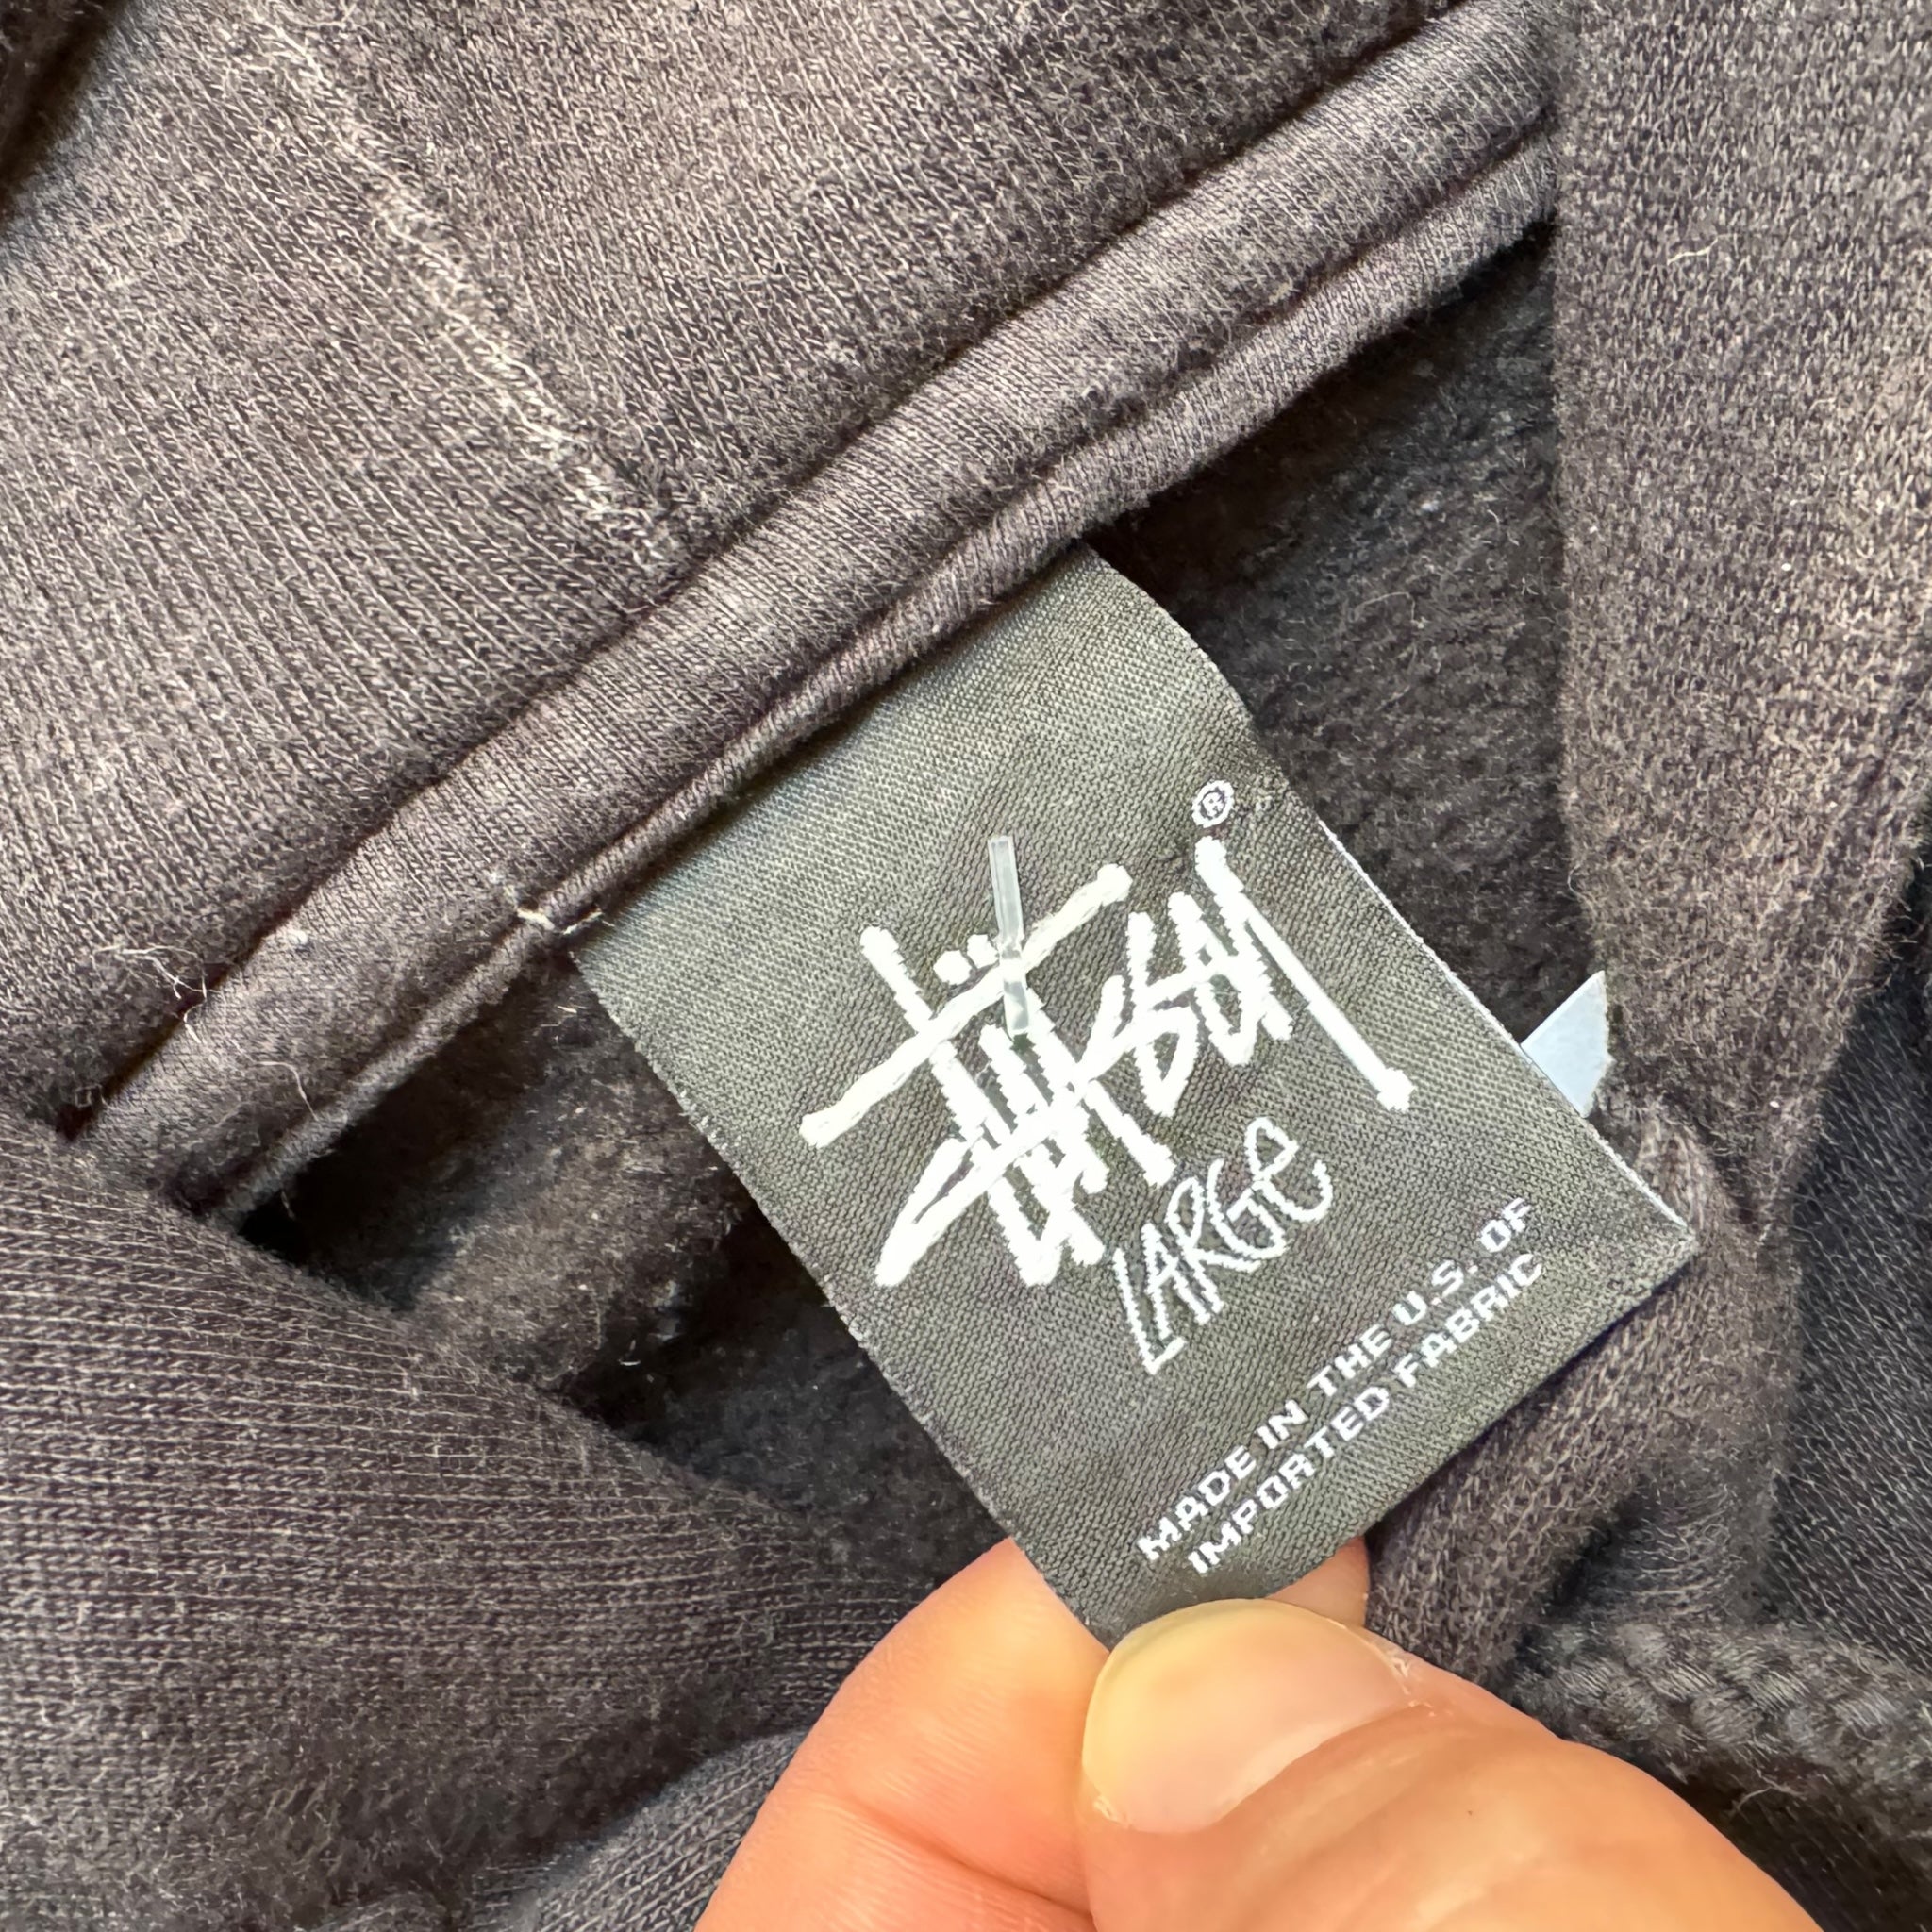 Stüssy®
LARGE
MADE IN THE U.S. OF
IMPORTED FABRIC